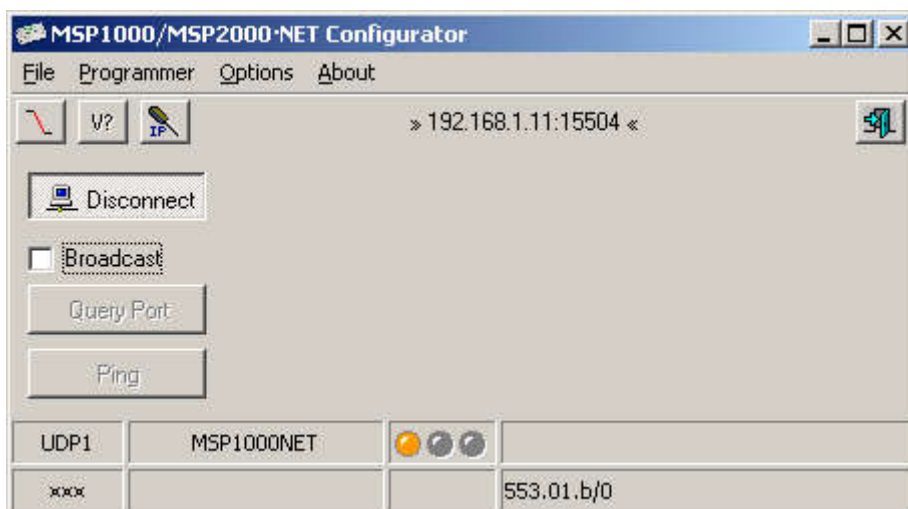 MSP1000/MSP2000·NET Configurator
File Programmer Options About
V? IP » 192.168.1.11:15504 «
Disconnect
Broadcast
Query Port
Ping
UDP1 MSP1000NET
xxx 553.01.b/0